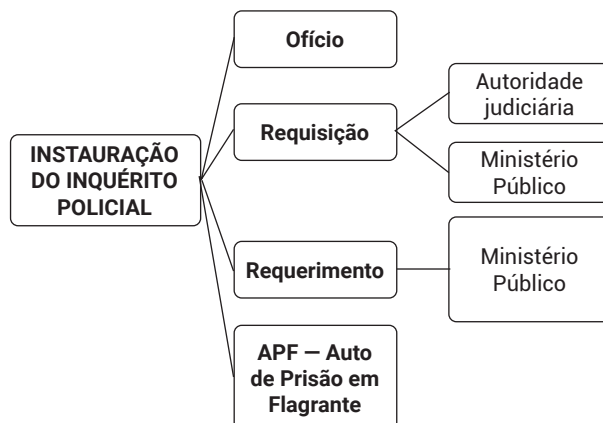 INSTAURAÇÃO
DO INQUÉRITO
POLICIAL
Ofício
Requisição
Autoridade
judiciária
Ministério
Público
Requerimento
Ministério
Público
APF — Auto
de Prisão em
Flagrante